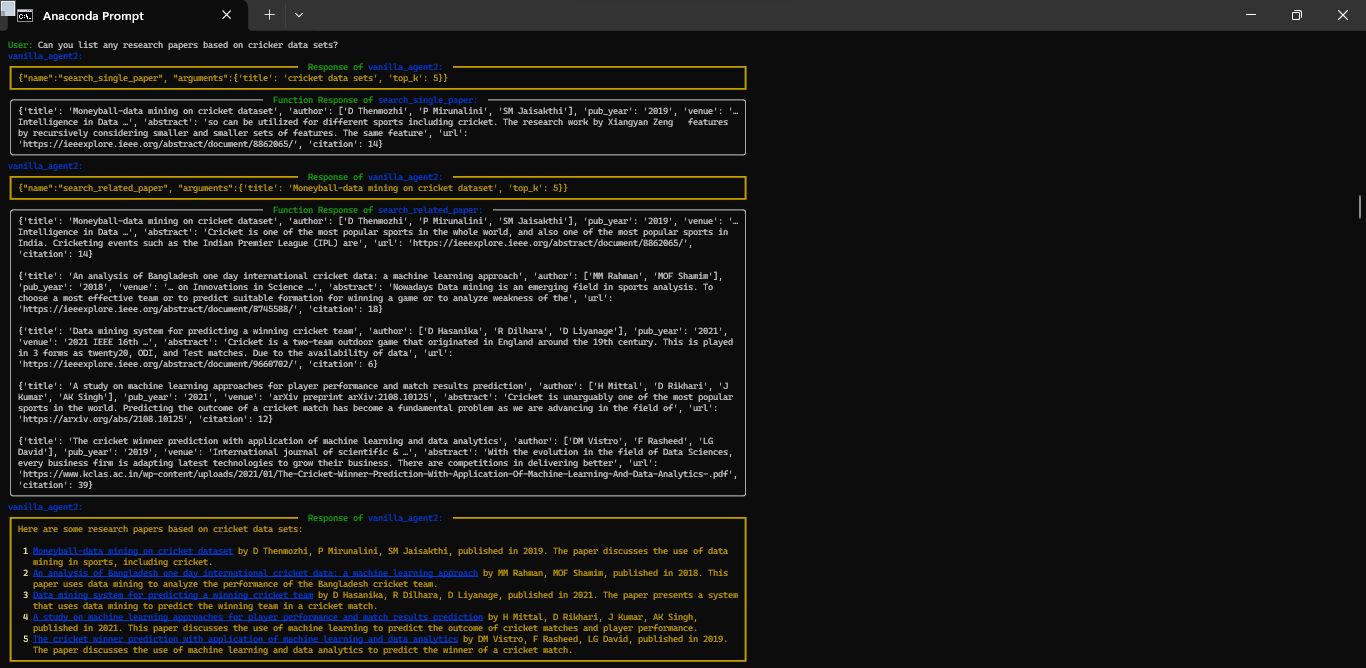 Anaconda Prompt
User: Can you list any research papers based on cricker data sets?
vanilla_agent2:
Response of vanilla_agent2:
{"name":"search_single_paper", "arguments":{'title': 'cricket data sets', 'top_k': 5}}
Function Response of search_single_paper:
{'title': 'Moneyball-data mining on cricket dataset', 'author': ['D Thenmozhi', 'P Mirunalini', 'SM Jaisakthi'], 'pub_year': '2019', 'venue': '…
Intelligence in Data …', 'abstract': 'so can be utilized for different sports including cricket. The research work by Xiangyan Zeng   features
by recursively considering smaller and smaller sets of features. The same feature', 'url':
'https://ieeexplore.ieee.org/abstract/document/8862065/', 'citation': 14}
vanilla_agent2:
Response of vanilla_agent2:
{"name":"search_related_paper", "arguments":{'title': 'Moneyball-data mining on cricket dataset', 'top_k': 5}}
Function Response of search_related_paper:
{'title': 'Moneyball-data mining on cricket dataset', 'author': ['D Thenmozhi', 'P Mirunalini', 'SM Jaisakthi'], 'pub_year': '2019', 'venue': '…
Intelligence in Data …', 'abstract': 'Cricket is one of the most popular sports in the whole world, and also one of the most popular sports in
India. Cricketing events such as the Indian Premier League (IPL) are', 'url': 'https://ieeexplore.ieee.org/abstract/document/8862065/',
'citation': 14}
{'title': 'An analysis of Bangladesh one day international cricket data: a machine learning approach', 'author': ['MM Rahman', 'MOF Shamim'],
'pub_year': '2018', 'venue': '… on Innovations in Science …', 'abstract': 'Nowadays Data mining is an emerging field in sports analysis. To
choose a most effective team or to predict suitable formation for winning a game or to analyze weakness of the', 'url':
'https://ieeexplore.ieee.org/abstract/document/8745588/', 'citation': 18}
{'title': 'Data mining system for predicting a winning cricket team', 'author': ['D Hasanika', 'R Dilhara', 'D Liyanage'], 'pub_year': '2021',
'venue': '2021 IEEE 16th …', 'abstract': 'Cricket is a two-team outdoor game that originated in England around the 19th century. This is played
in 3 forms as twenty20, ODI, and Test matches. Due to the availability of data', 'url':
'https://ieeexplore.ieee.org/abstract/document/9660702/', 'citation': 6}
{'title': 'A study on machine learning approaches for player performance and match results prediction', 'author': ['H Mittal', 'D Rikhari', 'J
Kumar', 'AK Singh'], 'pub_year': '2021', 'venue': 'arXiv preprint arXiv:2108.10125', 'abstract': 'Cricket is unarguably one of the most popular
sports in the world. Predicting the outcome of a cricket match has become a fundamental problem as we are advancing in the field of', 'url':
'https://arxiv.org/abs/2108.10125', 'citation': 12}
{'title': 'The cricket winner prediction with application of machine learning and data analytics', 'author': ['DM Vistro', 'F Rasheed', 'LG
David'], 'pub_year': '2019', 'venue': 'International journal of scientific & …', 'abstract': 'With the evolution in the field of Data Sciences,
every business firm is adapting latest technologies to grow their business. There are competitions in delivering better', 'url':
'https://www.kclas.ac.in/wp-content/uploads/2021/01/The-Cricket-Winner-Prediction-With-Application-Of-Machine-Learning-And-Data-Analytics-.pdf',
'citation': 39}
vanilla_agent2:
Response of vanilla_agent2:
Here are some research papers based on cricket data sets:
1 Moneyball-data mining on cricket dataset by D Thenmozhi, P Mirunalini, SM Jaisakthi, published in 2019. The paper discusses the use of data
mining in sports, including cricket.
2 An analysis of Bangladesh one day international cricket data: a machine learning approach by MM Rahman, MOF Shamim, published in 2018. This
paper uses data mining to analyze the performance of the Bangladesh cricket team.
3 Data mining system for predicting a winning cricket team by D Hasanika, R Dilhara, D Liyanage, published in 2021. The paper presents a system
that uses data mining to predict the winning team in a cricket match.
4 A study on machine learning approaches for player performance and match results prediction by H Mittal, D Rikhari, J Kumar, AK Singh,
published in 2021. This paper discusses the use of machine learning to predict the outcome of cricket matches and player performance.
5 The cricket winner prediction with application of machine learning and data analytics by DM Vistro, F Rasheed, LG David, published in 2019.
The paper discusses the use of machine learning and data analytics to predict the winner of a cricket match.